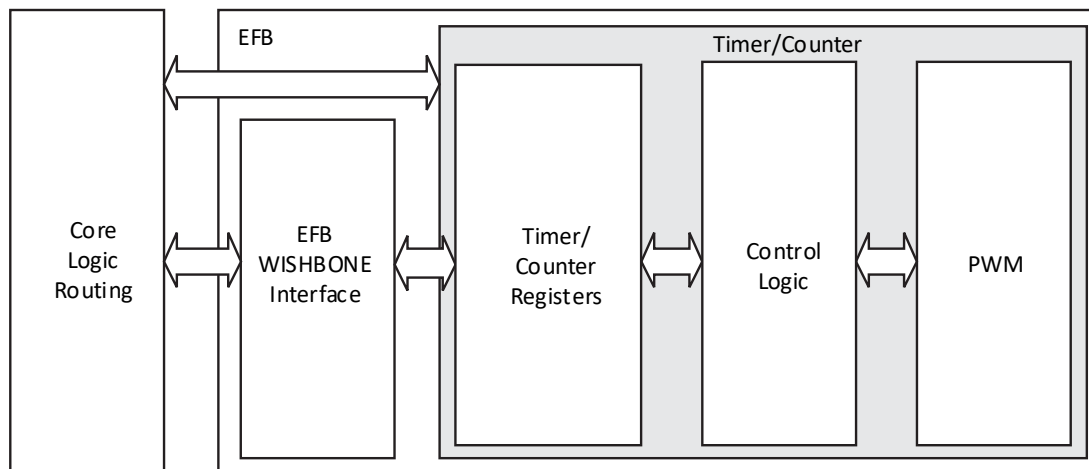 EFB
Timer/Counter
Core
Logic
Routing
EFB
WISHBONE
Interface
Timer/
Counter
Registers
Control
Logic
PWM